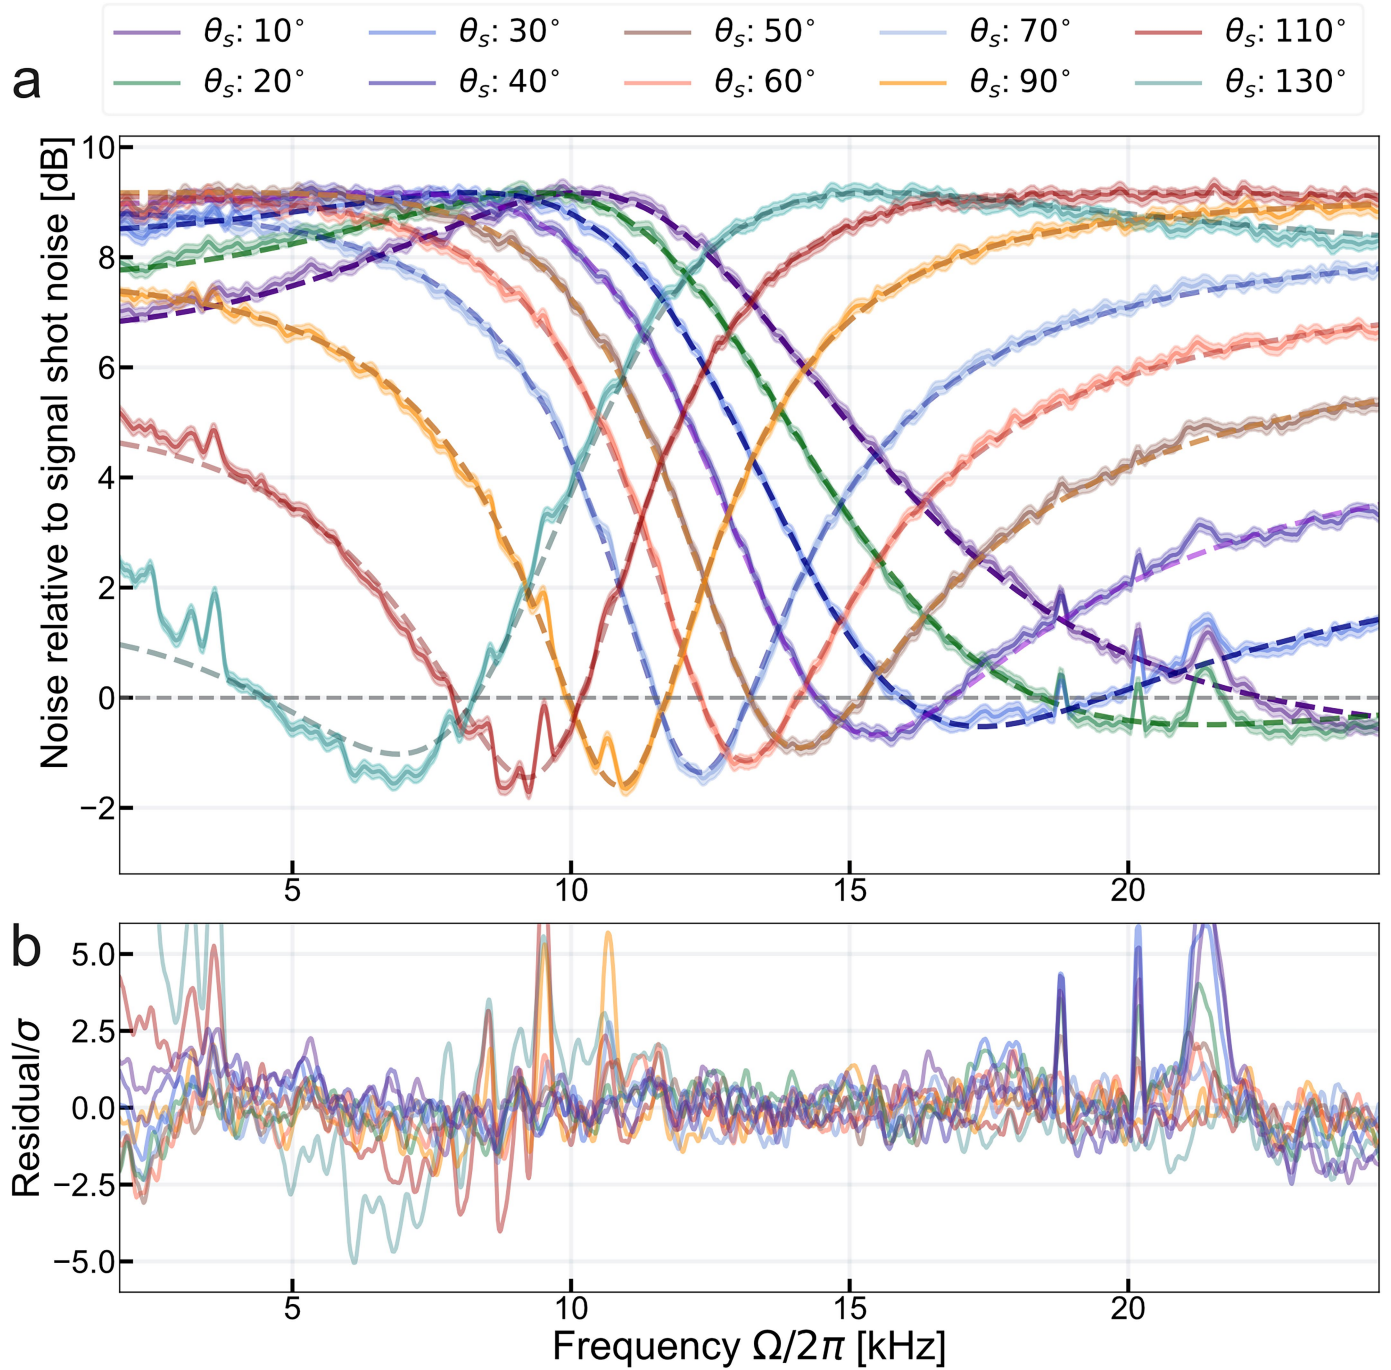 θs: 10° θs: 30° θs: 50° θs: 70° θs: 110°
θs: 20° θs: 40° θs: 60° θs: 90° θs: 130°
a
Noise relative to signal shot noise [dB]
10
8
6
4
2
0
−2
5 10 15 20
b
Residual/σ
5.0
2.5
0.0
−2.5
−5.0
5 10 15 20
Frequency Ω/2π [kHz]